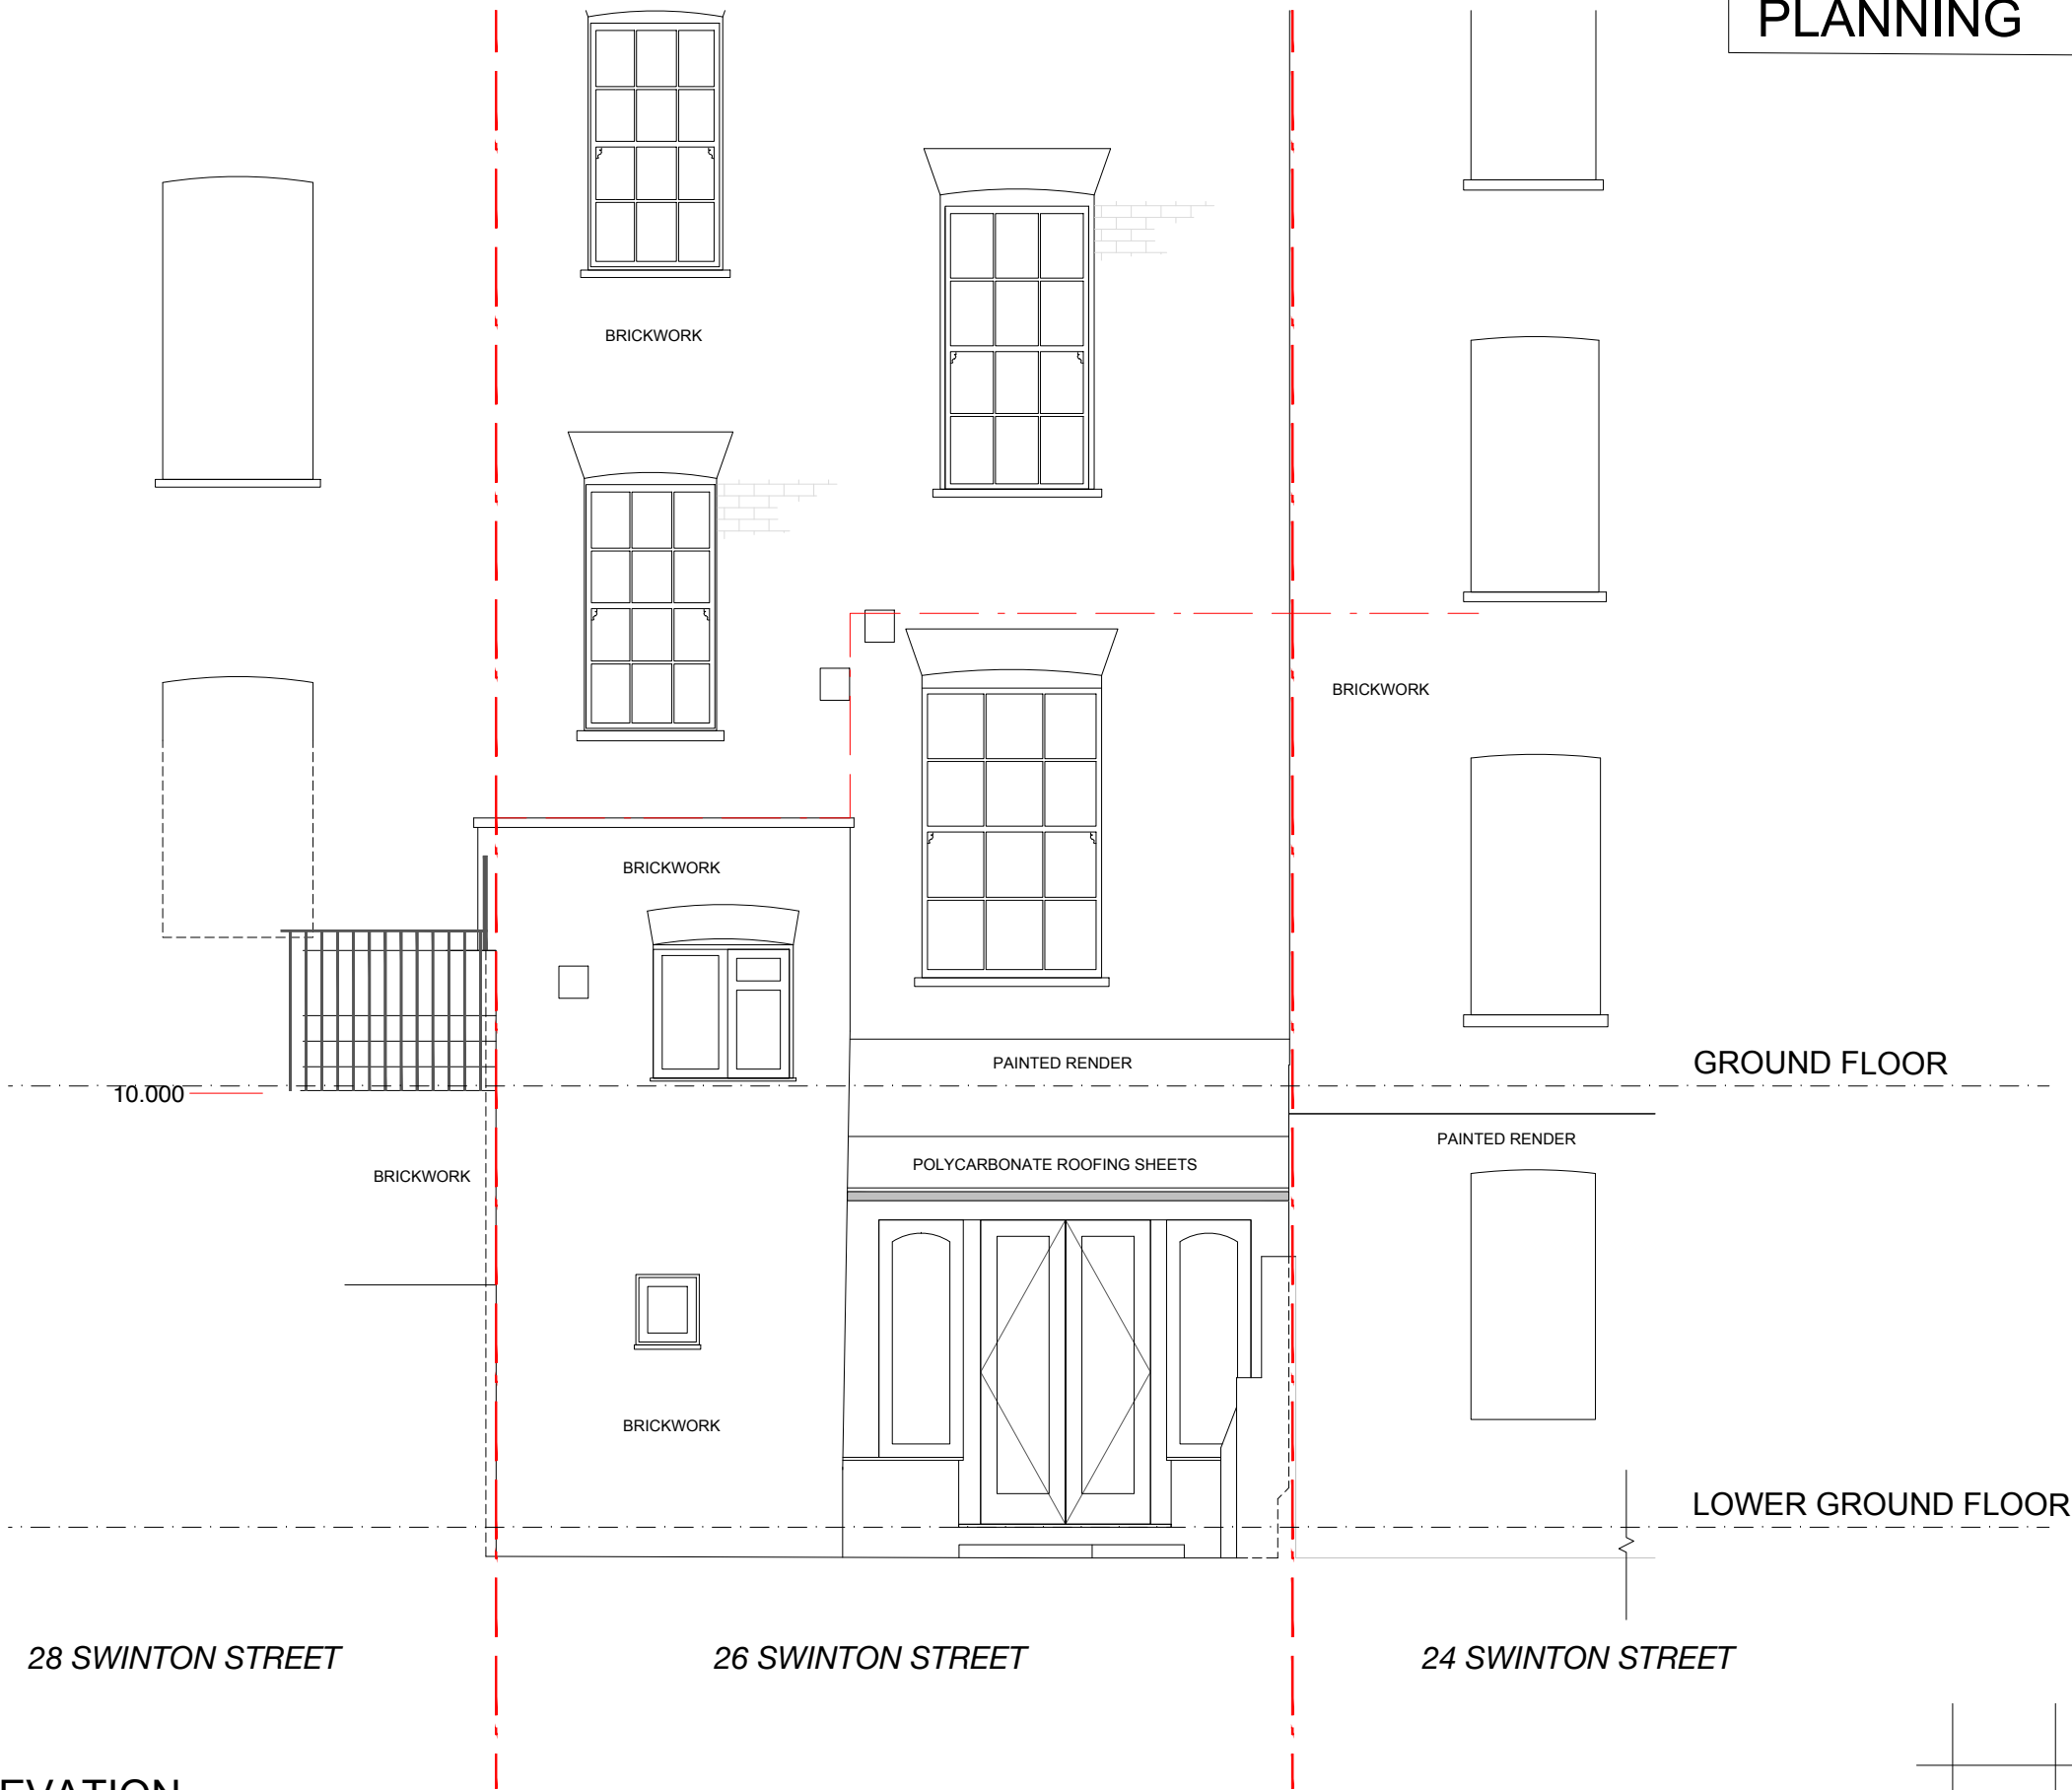 PLANNING
BRICKWORK
BRICKWORK
BRICKWORK
PAINTED RENDER
GROUND FLOOR
10.000
PAINTED RENDER
POLYCARBONATE ROOFING SHEETS
BRICKWORK
BRICKWORK
LOWER GROUND FLOOR
28 SWINTON STREET
26 SWINTON STREET
24 SWINTON STREET
EVATION